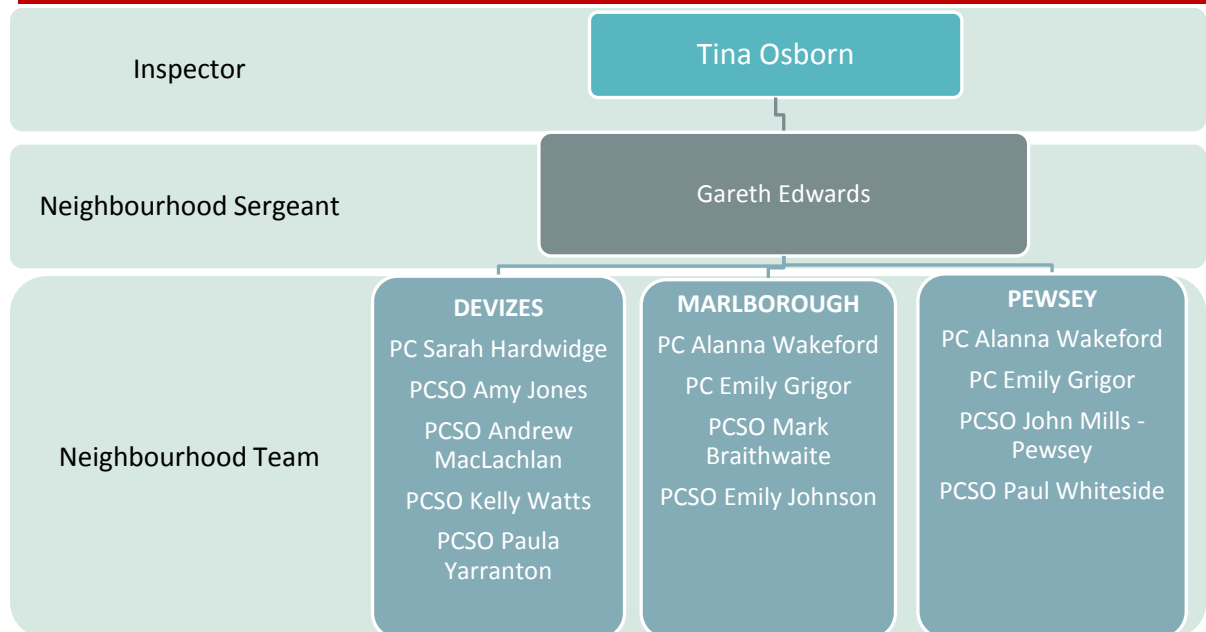 Inspector
Tina Osborn
Neighbourhood Sergeant
Gareth Edwards
Neighbourhood Team
DEVIZES
PC Sarah Hardwidge
PCSO Amy Jones
PCSO Andrew
MacLachlan
PCSO Kelly Watts
PCSO Paula
Yarranton
MARLBOROUGH
PC Alanna Wakeford
PC Emily Grigor
PCSO Mark
Braithwaite
PCSO Emily Johnson
PEWSEY
PC Alanna Wakeford
PC Emily Grigor
PCSO John Mills -
Pewsey
PCSO Paul Whiteside